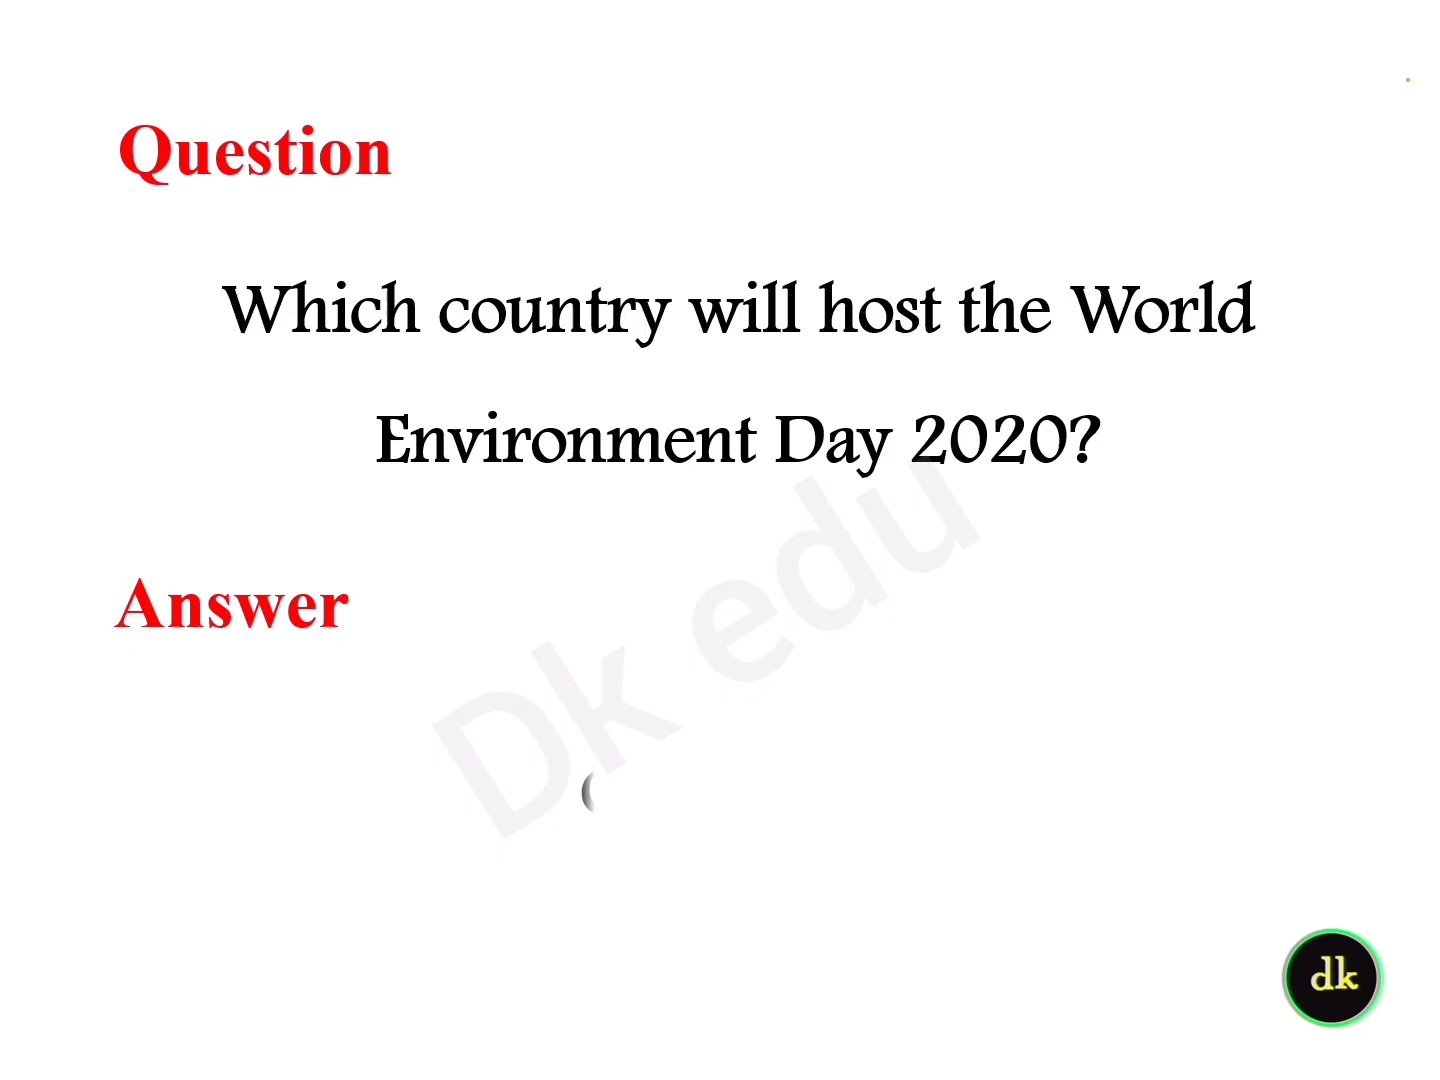 Question
Which country will host the World
Environment Day 2020?
Answer
Dk edu
dk